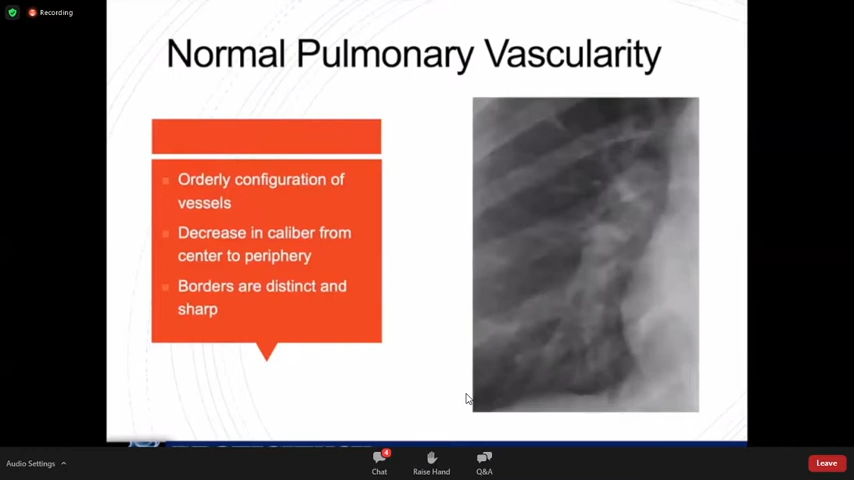 Recording
Normal Pulmonary Vascularity
Orderly configuration of
vessels
Decrease in caliber from
center to periphery
Borders are distinct and
sharp
Audio Settings
4
Chat
Raise Hand
Q&A
Leave